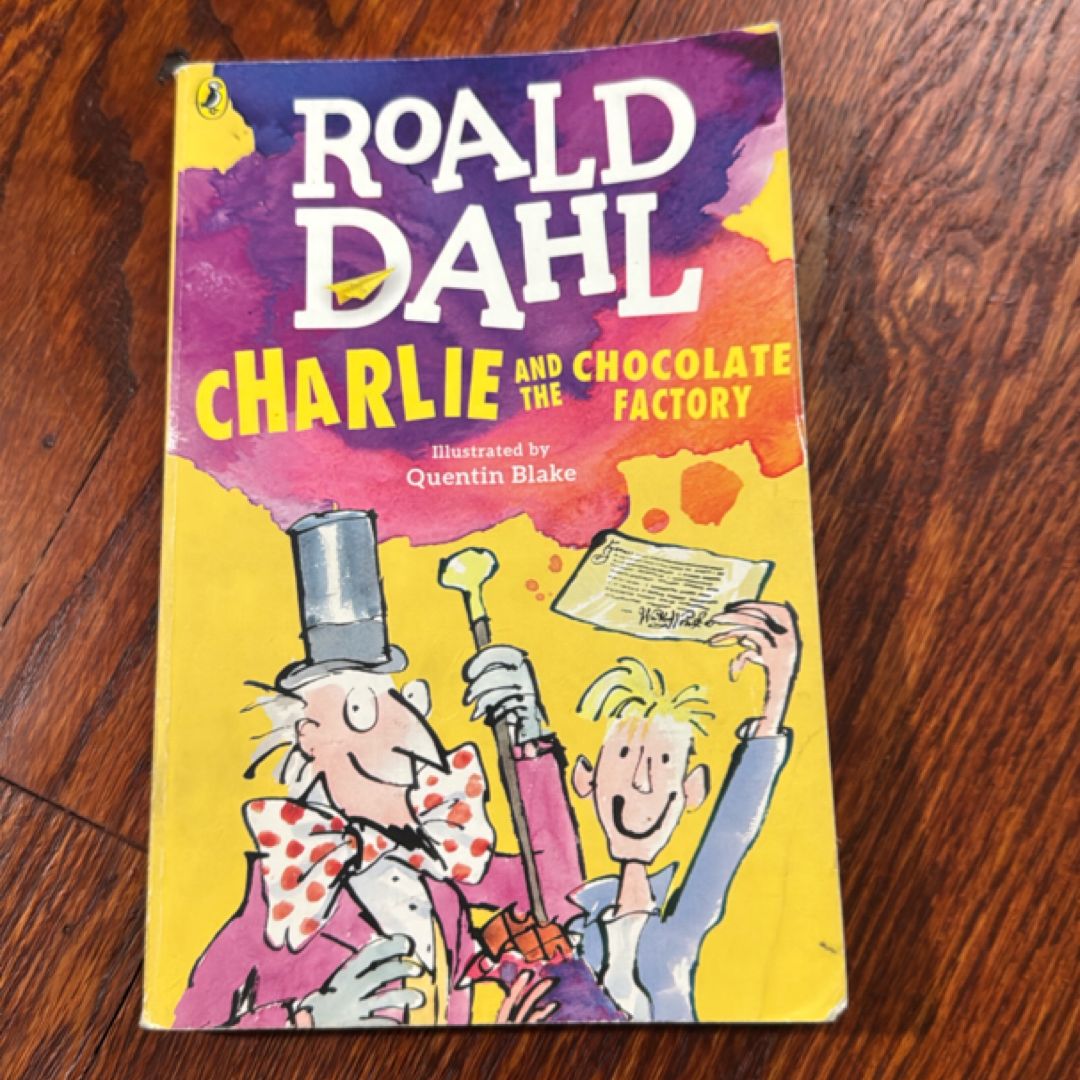 ROALD
DAHL
CHARLIE AND THE CHOCOLATE FACTORY
Illustrated by
Quentin Blake